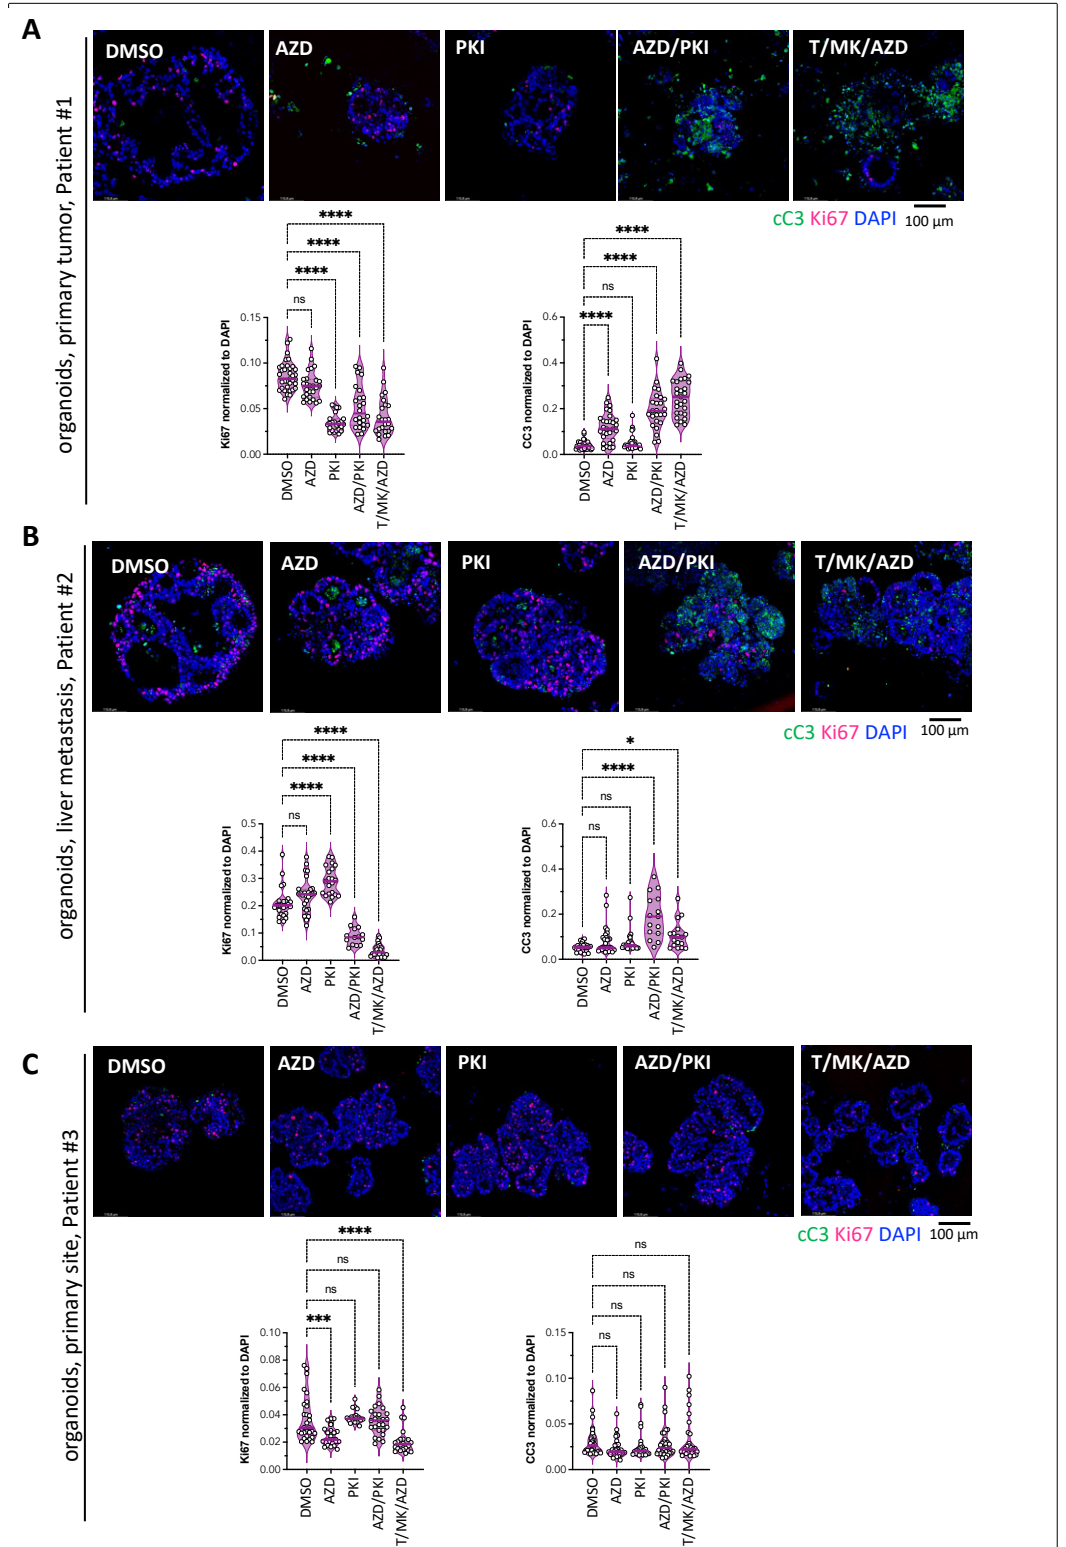 A
organoids, primary tumor, Patient #1
DMSO
AZD
PKI
AZD/PKI
T/MK/AZD
cC3 Ki67 DAPI 100 µm
****
****
****
ns
Ki67 normalized to DAPI
0.15
0.10
0.05
0.00
DMSO
AZD
PKI
AZD/PKI
T/MK/AZD
****
****
ns
****
CC3 normalized to DAPI
0.6
0.4
0.2
0.0
DMSO
AZD
PKI
AZD/PKI
T/MK/AZD
B
organoids, liver metastasis, Patient #2
DMSO
AZD
PKI
AZD/PKI
T/MK/AZD
cC3 Ki67 DAPI 100 µm
****
****
****
ns
Ki67 normalized to DAPI
0.5
0.4
0.3
0.2
0.1
0.0
DMSO
AZD
PKI
AZD/PKI
T/MK/AZD
*
****
ns
ns
CC3 normalized to DAPI
0.6
0.4
0.2
0.0
DMSO
AZD
PKI
AZD/PKI
T/MK/AZD
C
organoids, primary site, Patient #3
DMSO
AZD
PKI
AZD/PKI
T/MK/AZD
cC3 Ki67 DAPI 100 µm
****
ns
ns
***
Ki67 normalized to DAPI
0.10
0.08
0.06
0.04
0.02
0.00
DMSO
AZD
PKI
AZD/PKI
T/MK/AZD
ns
ns
ns
ns
CC3 normalized to DAPI
0.15
0.10
0.05
0.00
DMSO
AZD
PKI
AZD/PKI
T/MK/AZD